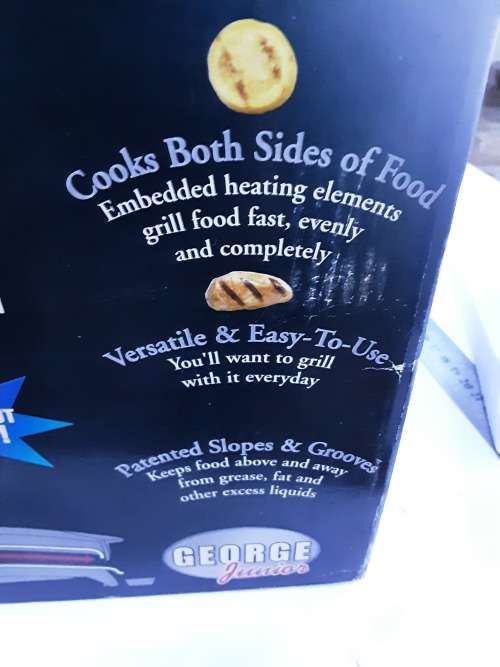 Cooks Both Sides of Food
Embedded heating elements
grill food fast, evenly
and completely
Versatile & Easy-To-Use
You'll want to grill
with it everyday
Patented Slopes & Grooves
Keeps food above and away
from grease, fat and
other excess liquids
GEORGE
Junior